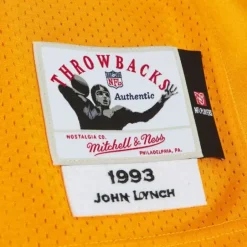 THROWBACKS
NFL
Authentic
NOSTALGIA CO.
Mitchell & Ness
PHILADELPHIA, PA.
1993
JOHN LYNCH